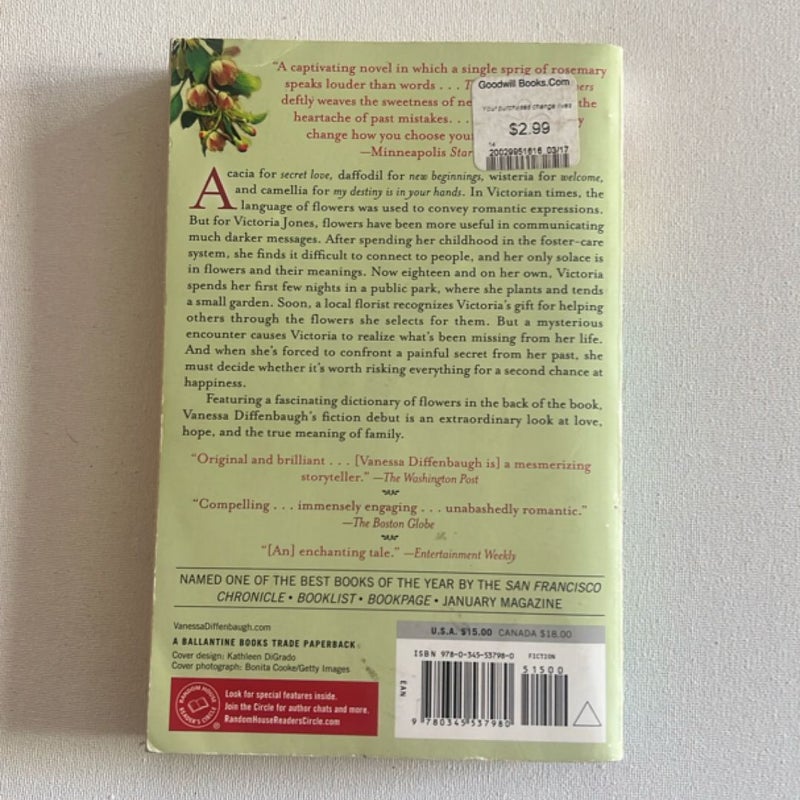 "A captivating novel in which a single sprig of rosemary
speaks louder than words . . .
deftly weaves the sweetness of the
heartache of past mistakes. . .
change how you choose
—Minneapolis Star
Goodwill Books.Com
Your purchases change lives
$2.99
20029951616 03/17
Acacia for secret love, daffodil for new beginnings, wisteria for welcome,
and camellia for my destiny is in your hands. In Victorian times, the
language of flowers was used to convey romantic expressions.
But for Victoria Jones, flowers have been more useful in communicating
much darker messages. After spending her childhood in the foster-care
system, she finds it difficult to connect to people, and her only solace is
in flowers and their meanings. Now eighteen and on her own, Victoria
spends her first few nights in a public park, where she plants and tends
a small garden. Soon, a local florist recognizes Victoria's gift for helping
others through the flowers she selects for them. But a mysterious
encounter causes Victoria to realize what's been missing from her life.
And when she's forced to confront a painful secret from her past, she
must decide whether it's worth risking everything for a second chance at
happiness.
Featuring a fascinating dictionary of flowers in the back of the book,
Vanessa Diffenbaugh's fiction debut is an extraordinary look at love,
hope, and the true meaning of family.
"Original and brilliant . . . [Vanessa Diffenbaugh is] a mesmerizing
storyteller." —The Washington Post
"Compelling . . . immensely engaging . . . unabashedly romantic."
—The Boston Globe
"[An] enchanting tale." —Entertainment Weekly
NAMED ONE OF THE BEST BOOKS OF THE YEAR BY THE SAN FRANCISCO
CHRONICLE • BOOKLIST • BOOKPAGE • JANUARY MAGAZINE
VanessaDiffenbaugh.com
A BALLANTINE BOOKS TRADE PAPERBACK
Cover design: Kathleen DiGrado
Cover photograph: Bonita Cooke/Getty Images
RANDOM HOUSE READER'S CIRCLE
Look for special features inside.
Join the Circle for author chats and more.
RandomHouseReadersCircle.com
U.S.A. $15.00 CANADA $18.00
ISBN 978-0-345-53798-0 FICTION
51500
EAN
9 780345 537980